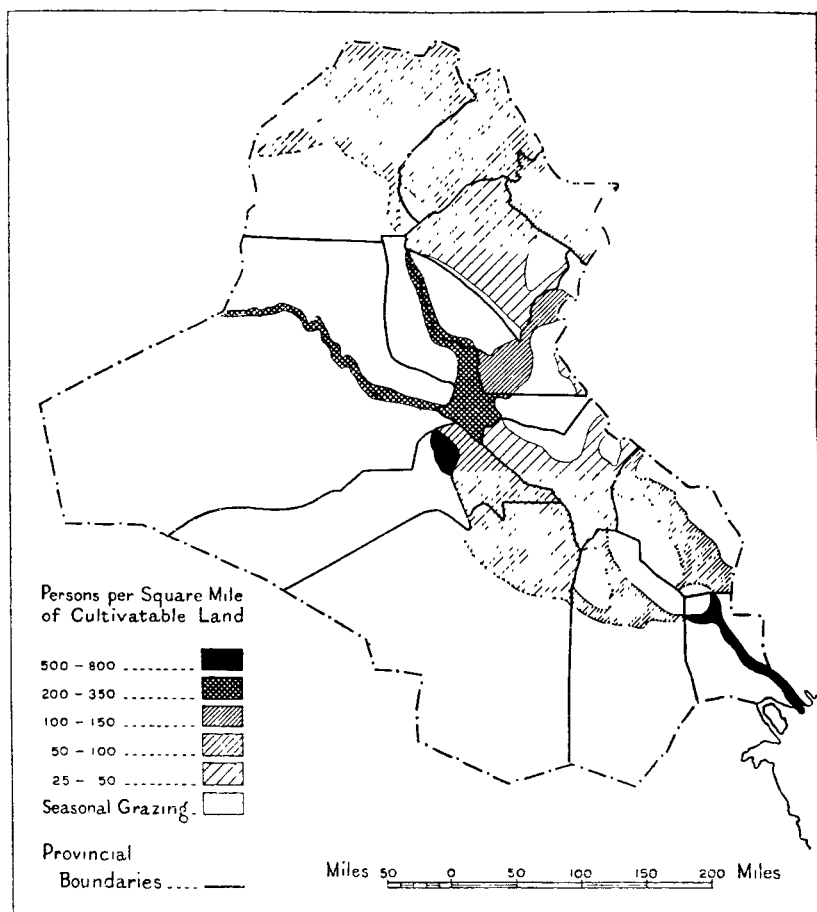 Persons per Square Mile
of Cultivatable Land
500 - 800 ..........
200 - 350 ..........
100 - 150 ..........
50 - 100 ..........
25 - 50 ..........
Seasonal Grazing -
Provincial
Boundaries ....
Miles 50 0 50 100 150 200 Miles